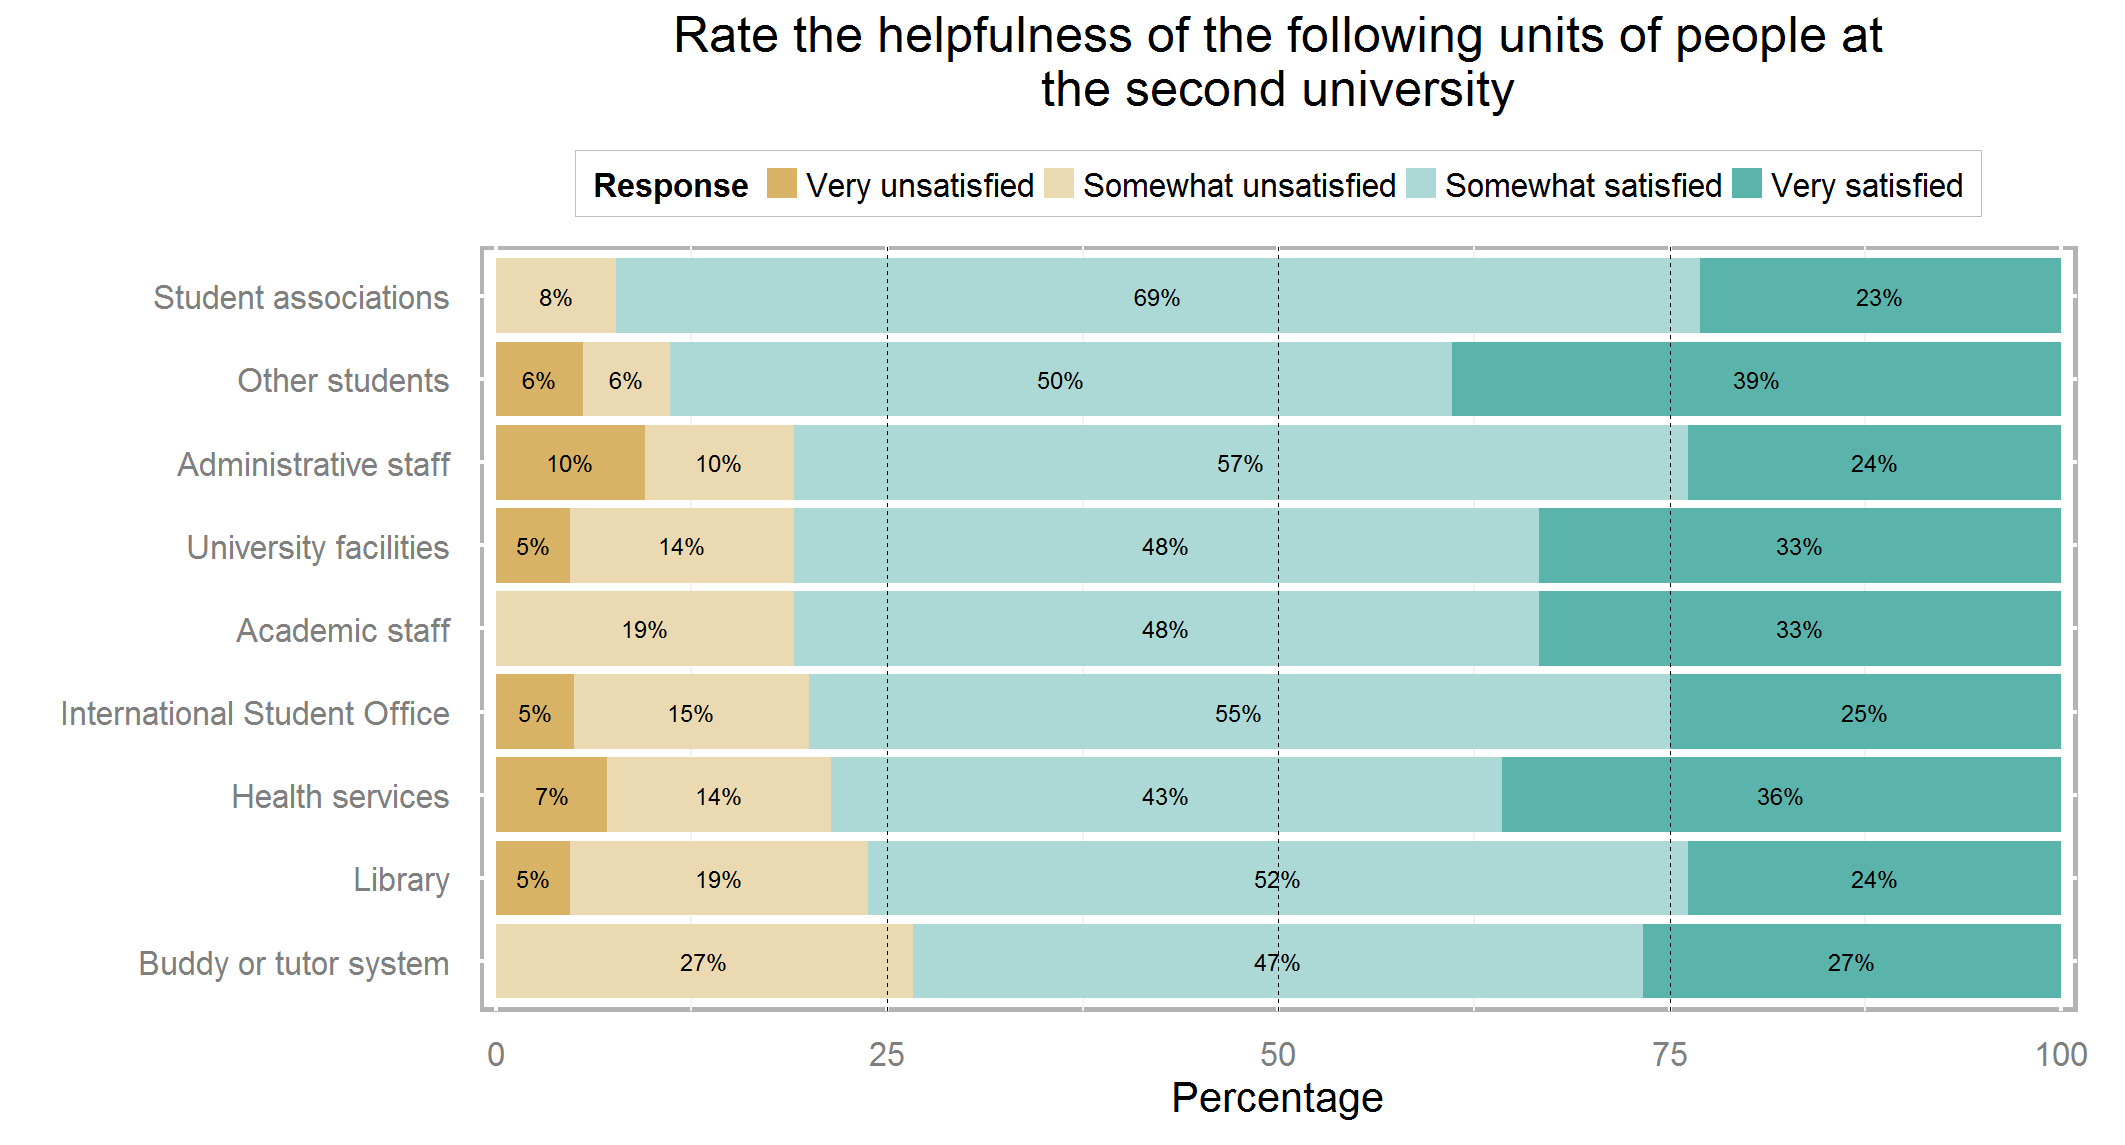 Rate the helpfulness of the following units of people at
the second university
Response Very unsatisfied Somewhat unsatisfied Somewhat satisfied Very satisfied
Student associations 8% 69% 23%
Other students 6% 6% 50% 39%
Administrative staff 10% 10% 57% 24%
University facilities 5% 14% 48% 33%
Academic staff 19% 48% 33%
International Student Office 5% 15% 55% 25%
Health services 7% 14% 43% 36%
Library 5% 19% 52% 24%
Buddy or tutor system 27% 47% 27%
0 25 50 75 100
Percentage